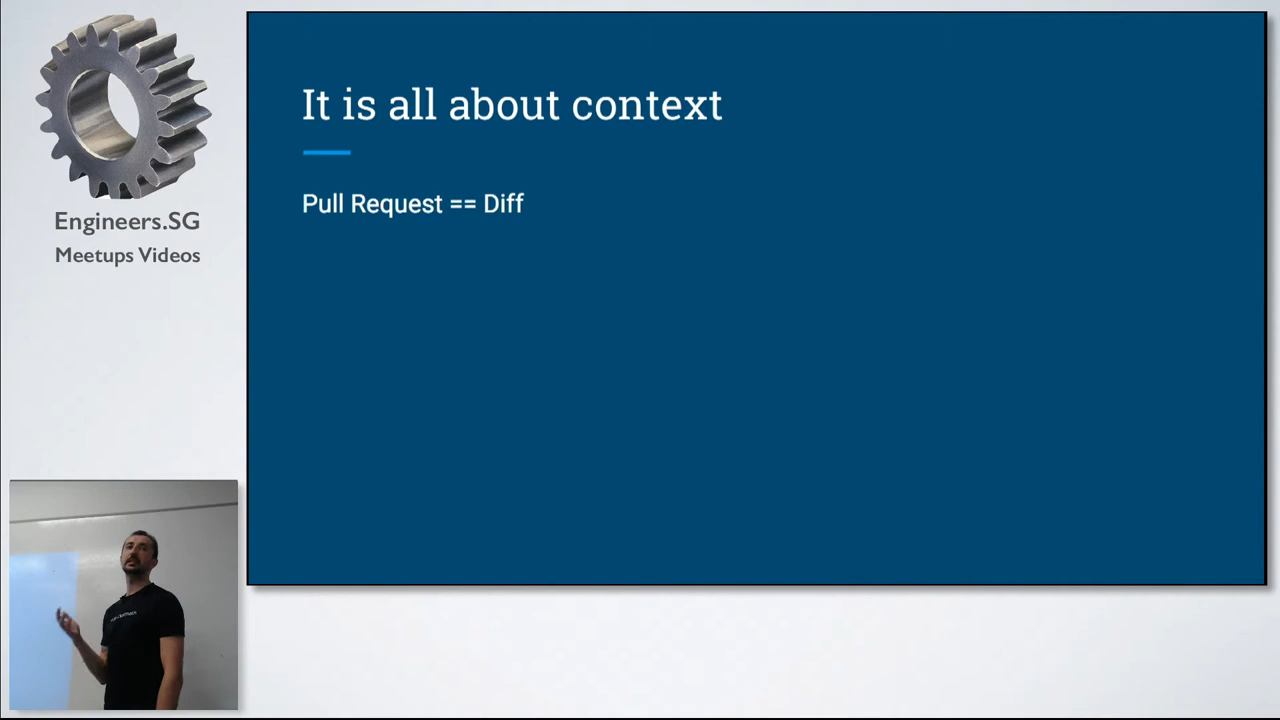 Engineers.SG
Meetups Videos
It is all about context
Pull Request == Diff